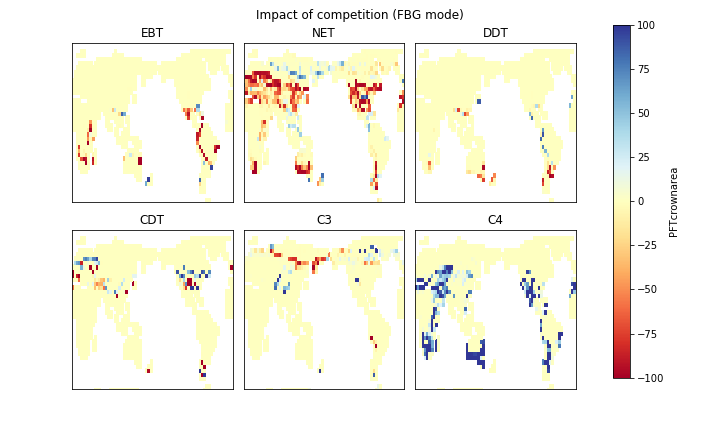 Impact of competition (FBG mode)
EBT
NET
DDT
CDT
C3
C4
100
75
50
25
0
−25
−50
−75
−100
PFTcrownarea